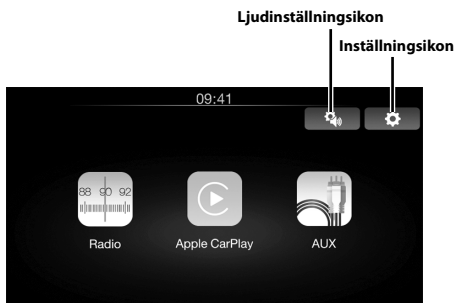 Ljudinställningsikon
Inställningsikon
09:41
88 90 92
Radio
Apple CarPlay
AUX